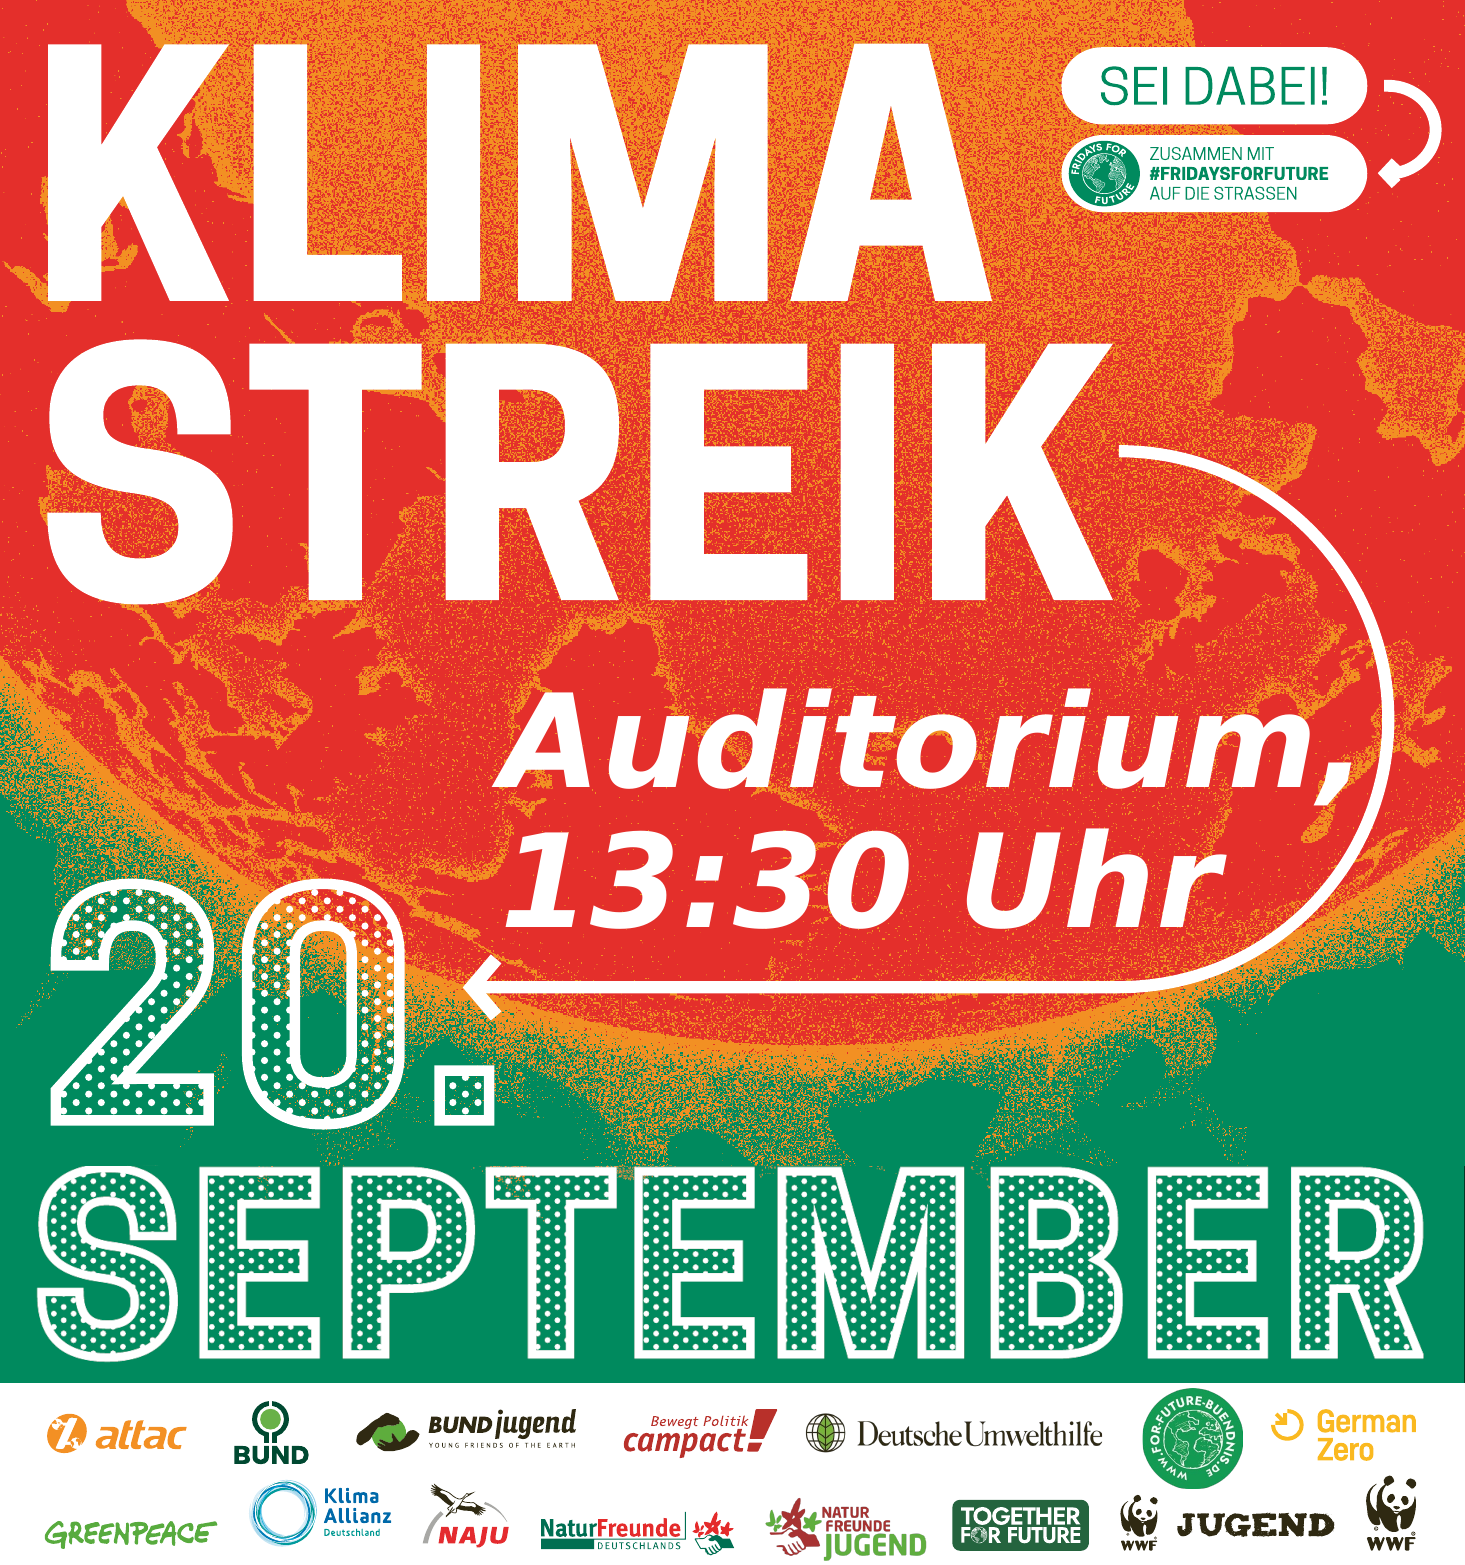 KLIMA
STREIK
SEI DABEI!
FRIDAYS FOR FUTURE
ZUSAMMEN MIT
#FRIDAYSFORFUTURE
AUF DIE STRASSEN
Auditorium,
13:30 Uhr
20.
SEPTEMBER
attac
BUND
BUNDjugend
YOUNG FRIENDS OF THE EARTH
Bewegt Politik
campact!
Deutsche Umwelthilfe
WWW.FOR-FUTURE-BUENDNIS.DE
German
Zero
GREENPEACE
Klima
Allianz
Deutschland
NAJU
NaturFreunde
DEUTSCHLANDS
NATUR
FREUNDE
JUGEND
TOGETHER
FOR FUTURE
WWF
JUGEND
WWF